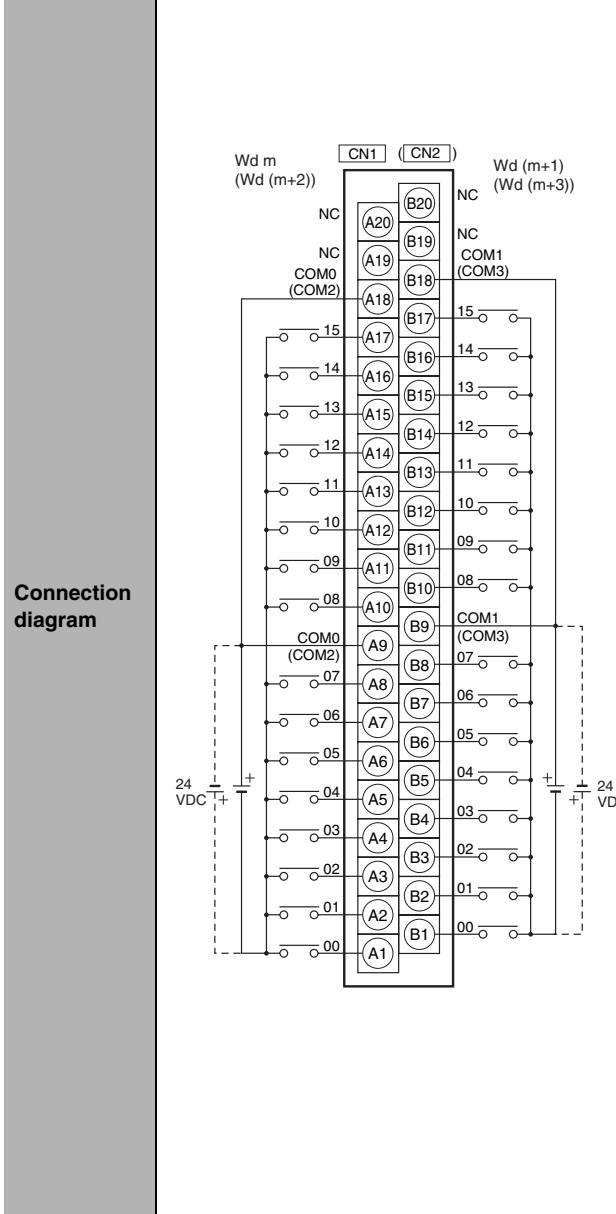 Connection
diagram
CN1 (CN2)
Wd m
(Wd (m+2))
Wd (m+1)
(Wd (m+3))
NC A20 B20 NC
NC A19 B19 NC
COM0
(COM2) A18 B18 COM1
(COM3)
15 A17 B17 15
14 A16 B16 14
13 A15 B15 13
12 A14 B14 12
11 A13 B13 11
10 A12 B12 10
09 A11 B11 09
08 A10 B10 08
COM0
(COM2) A9 B9 COM1
(COM3)
07 A8 B8 07
06 A7 B7 06
05 A6 B6 05
04 A5 B5 04
03 A4 B4 03
02 A3 B3 02
01 A2 B2 01
00 A1 B1 00
24
VDC + +
+ + 24
VD